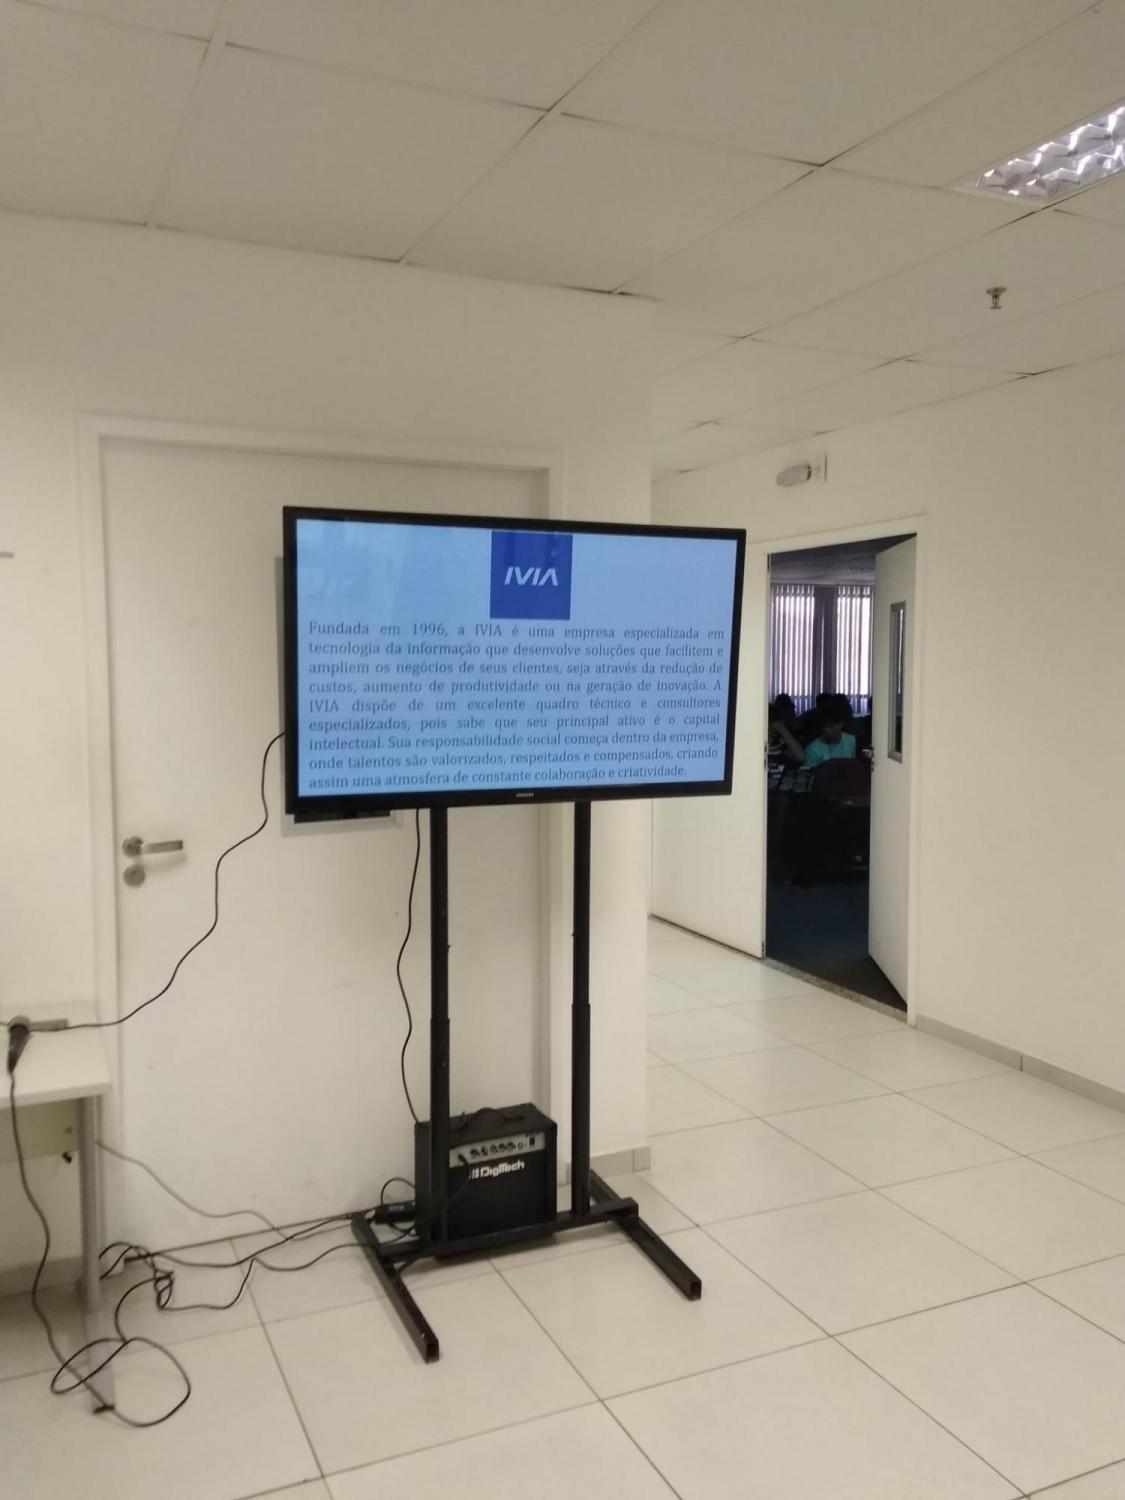 IVIA
Fundada em 1996, a IVIA é uma empresa especializada em
tecnologia da informação que desenvolve soluções que facilitem e
ampliem os negócios de seus clientes, seja através da redução de
custos, aumento de produtividade ou na geração de inovação. A
IVIA dispõe de um excelente quadro técnico e consultores
especializados, pois sabe que seu principal ativo é o capital
intelectual. Sua responsabilidade social começa dentro da empresa,
onde talentos são valorizados, respeitados e compensados, criando
assim uma atmosfera de constante colaboração e criatividade.
SAMSUNG
DigiTech